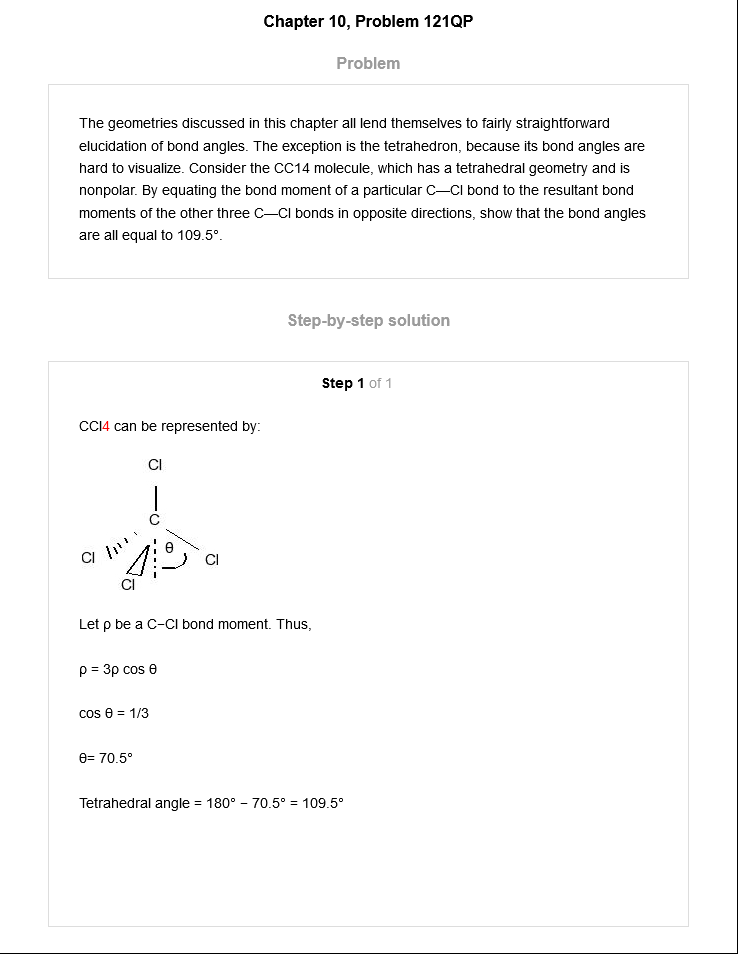 Chapter 10, Problem 121QP
Problem
The geometries discussed in this chapter all lend themselves to fairly straightforward
elucidation of bond angles. The exception is the tetrahedron, because its bond angles are
hard to visualize. Consider the CC14 molecule, which has a tetrahedral geometry and is
nonpolar. By equating the bond moment of a particular C—Cl bond to the resultant bond
moments of the other three C—Cl bonds in opposite directions, show that the bond angles
are all equal to 109.5°.
Step-by-step solution
Step 1 of 1
CCl4 can be represented by:
Cl
C
θ
Cl
Cl
Cl
Let ρ be a C−Cl bond moment. Thus,
ρ = 3ρ cos θ
cos θ = 1/3
θ= 70.5°
Tetrahedral angle = 180° − 70.5° = 109.5°